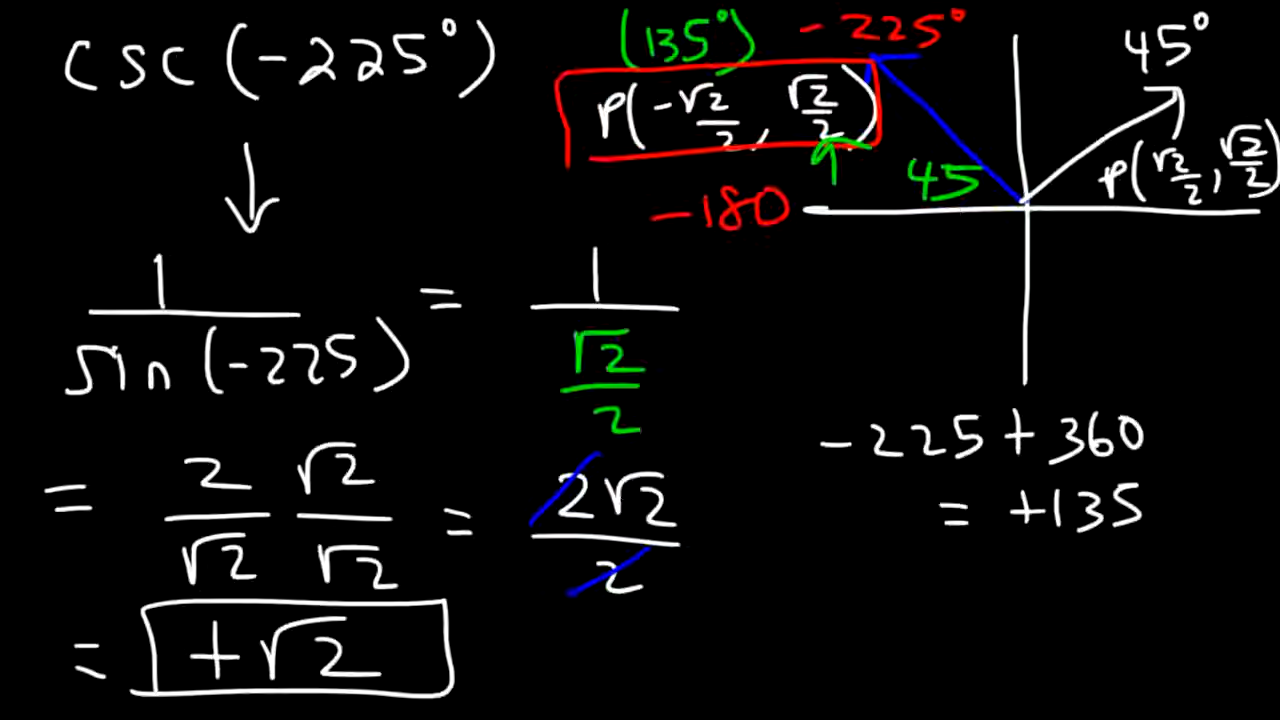 csc(-225°)
(135°) -225°
P(-√2/2, √2/2)
45°
P(√2/2, √2/2)
45
-180
1/sin(-225) = 1/(√2/2)
= 2/√2 √2/√2 = 2√2/2
= +√2
-225+360
= +135